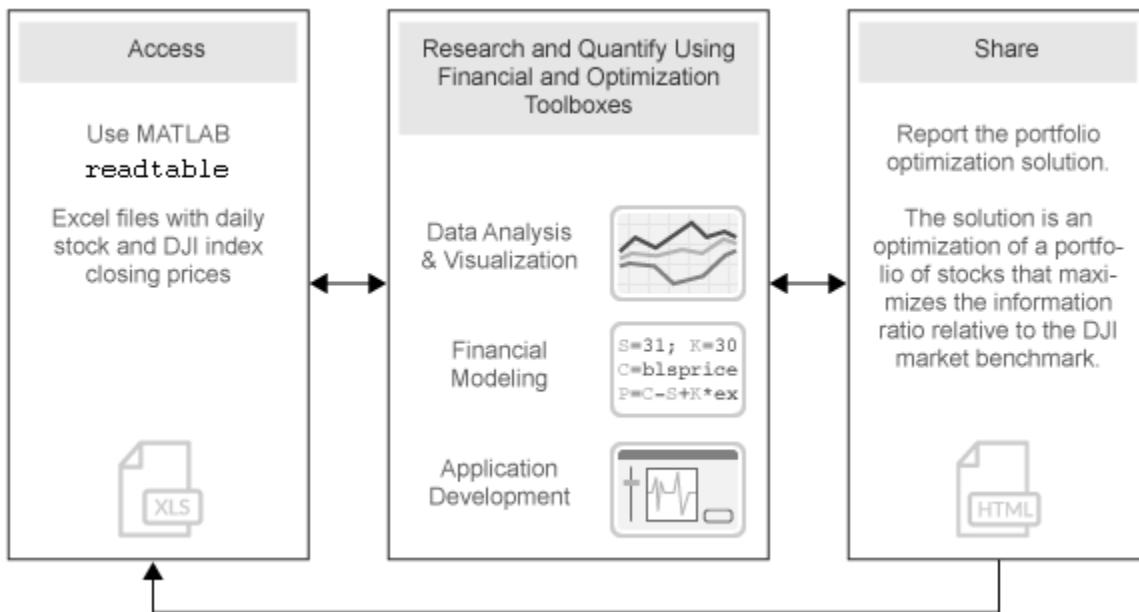 Access
Use MATLAB
readtable
Excel files with daily
stock and DJI index
closing prices
XLS
Research and Quantify Using
Financial and Optimization
Toolboxes
Data Analysis
& Visualization
Financial
Modeling
S=31; K=30
C=blsprice
P=C-S+K*ex
Application
Development
Share
Report the portfolio
optimization solution.
The solution is an
optimization of a portfo-
lio of stocks that maxi-
mizes the information
ratio relative to the DJI
market benchmark.
HTML